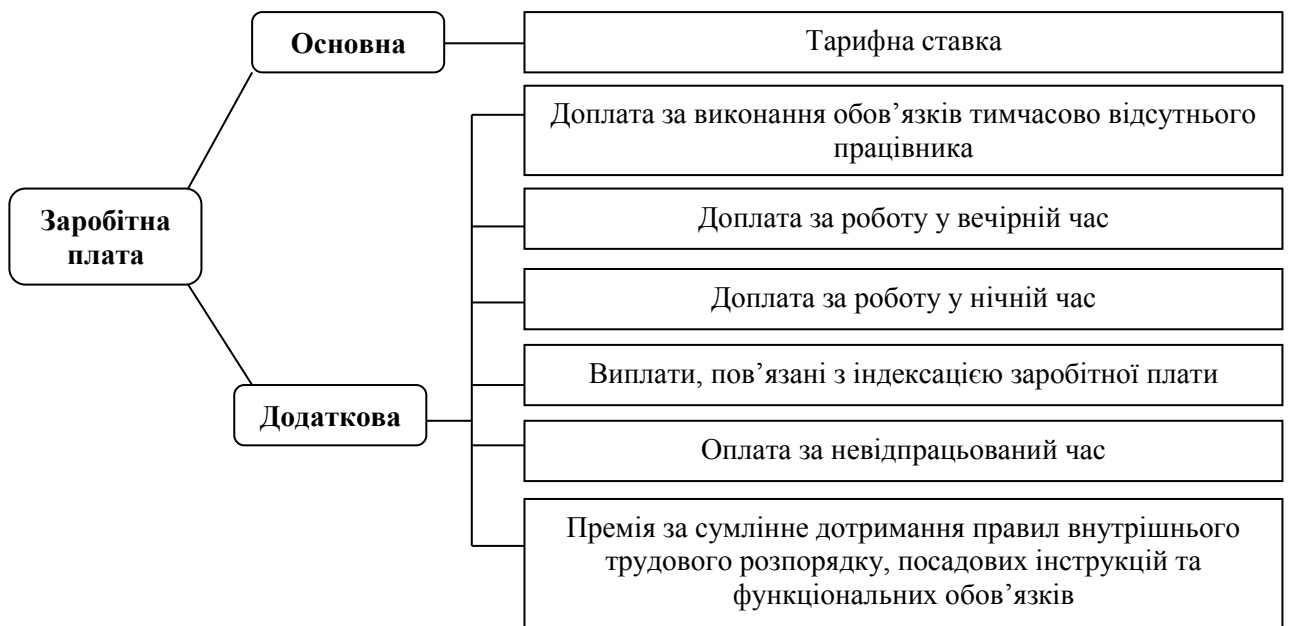 Основна
Тарифна ставка
Доплата за виконання обов’язків тимчасово відсутнього
працівника
Заробітна
плата
Доплата за роботу у вечірній час
Доплата за роботу у нічній час
Виплати, пов’язані з індексацією заробітної плати
Додаткова
Оплата за невідпрацьований час
Премія за сумлінне дотримання правил внутрішнього
трудового розпорядку, посадових інструкцій та
функціональних обов’язків